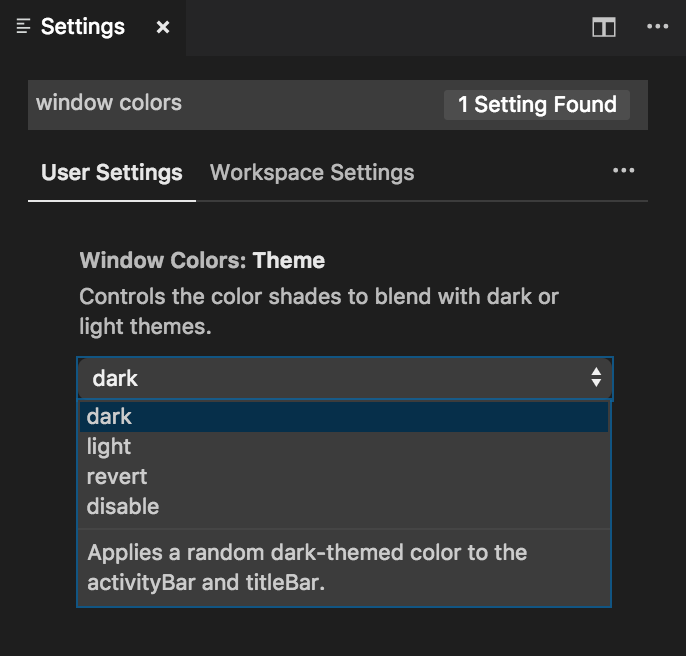 Settings
window colors
1 Setting Found
User Settings
Workspace Settings
Window Colors: Theme
Controls the color shades to blend with dark or
light themes.
dark
dark
light
revert
disable
Applies a random dark-themed color to the
activityBar and titleBar.